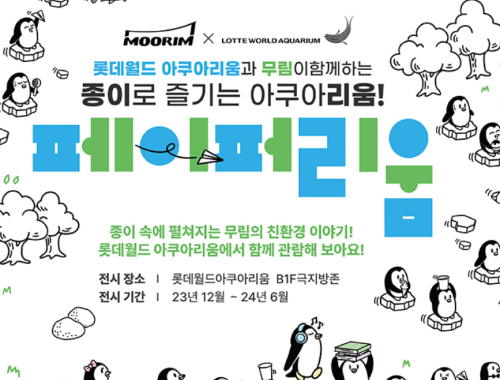 MOORIM × LOTTE WORLD AQUARIUM
롯데월드 아쿠아리움과 무림이함께하는
종이로 즐기는 아쿠아리움!
페이퍼리움
종이 속에 펼쳐지는 무림의 친환경 이야기!
롯데월드 아쿠아리움에서 함께 관람해 보아요!
전시 장소 I 롯데월드아쿠아리움 B1F극지방존
전시 기간 I 23년 12월 ~ 24년 6월